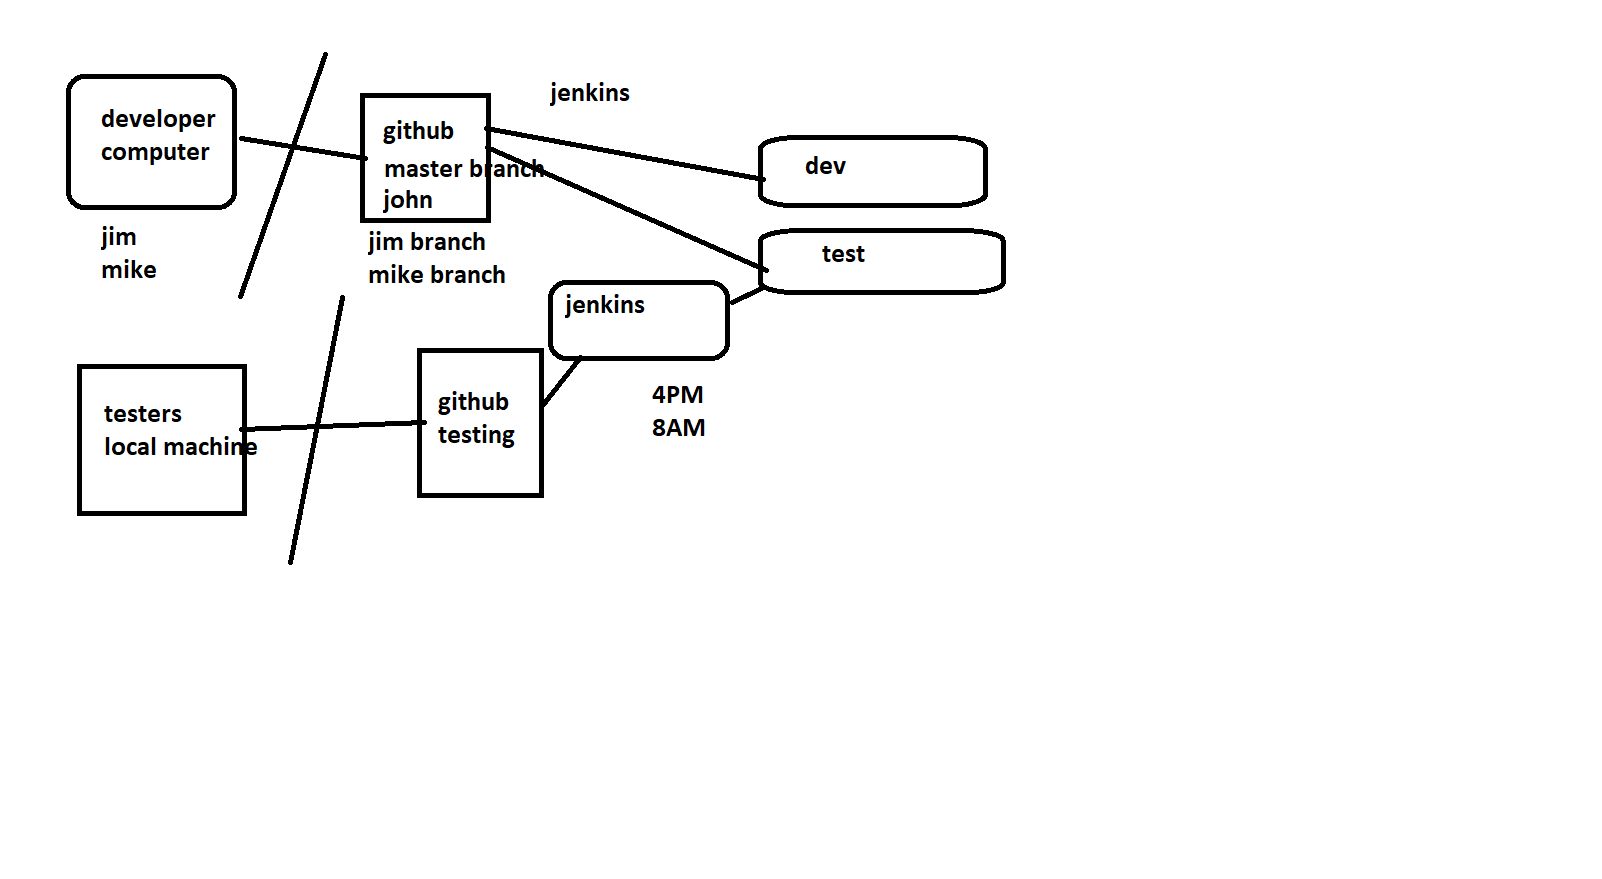 developer
computer
jim
mike
github
master branch
john
jim branch
mike branch
jenkins
dev
test
jenkins
4PM
8AM
testers
local machine
github
testing